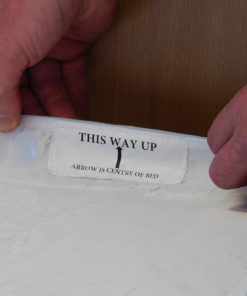 THIS WAY UP
ARROW IS CENTRE OF BED